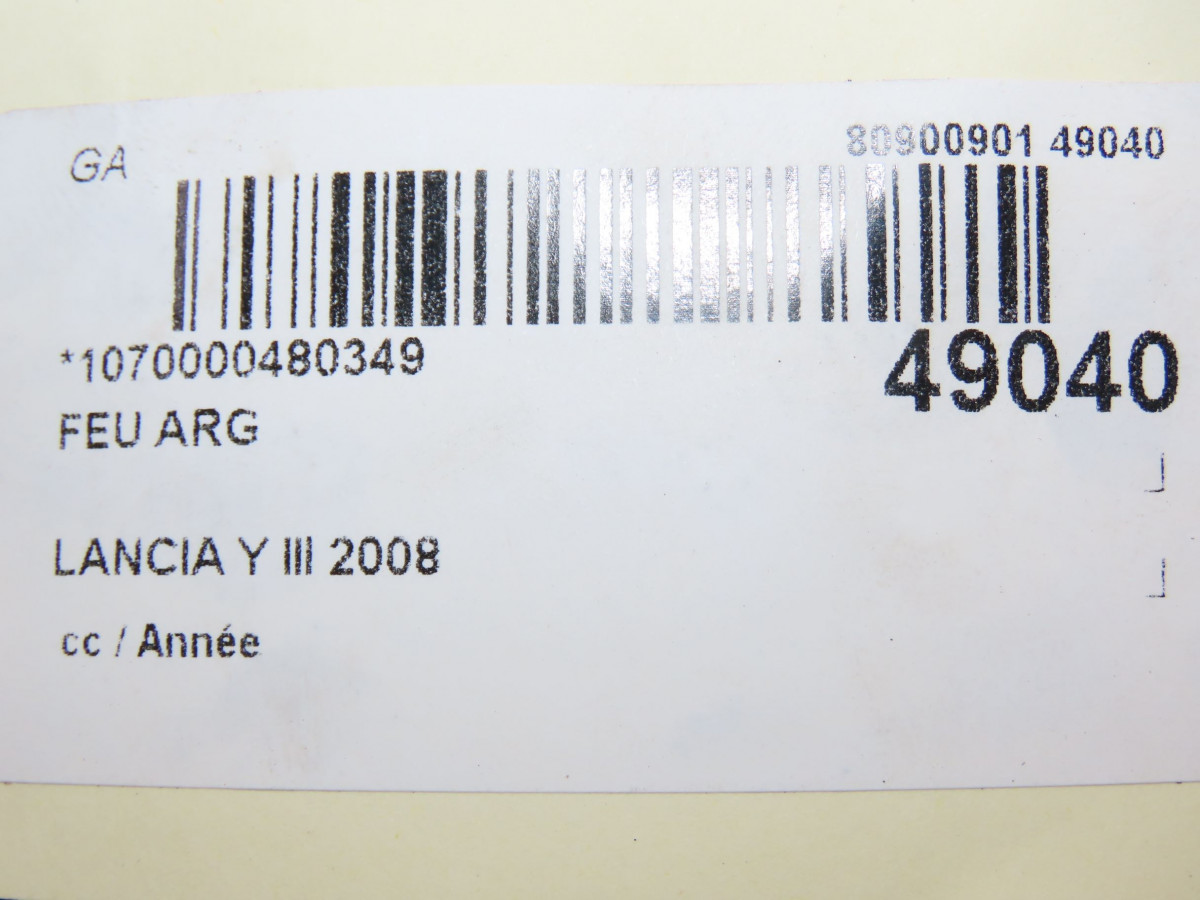 GA
80900901 49040
*1070000480349
49040
FEU ARG
LANCIA Y III 2008
cc / Année